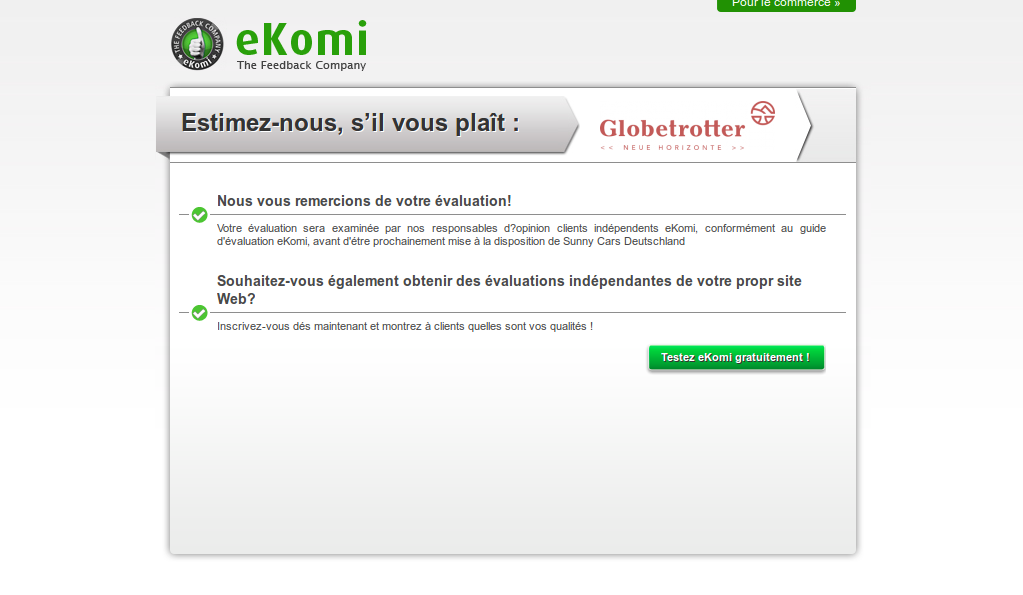 Pour le commerce »
THE FEEDBACK COMPANY
eKomi
eKomi
The Feedback Company
Estimez-nous, s’il vous plaît :
Globetrotter
<< NEUE HORIZONTE >>
Nous vous remercions de votre évaluation!
Votre évaluation sera examinée par nos responsables d?opinion clients indépendents eKomi, conformément au guide
d'évaluation eKomi, avant d'étre prochainement mise à la disposition de Sunny Cars Deutschland
Souhaitez-vous également obtenir des évaluations indépendantes de votre propr site
Web?
Inscrivez-vous dés maintenant et montrez à clients quelles sont vos qualités !
Testez eKomi gratuitement !